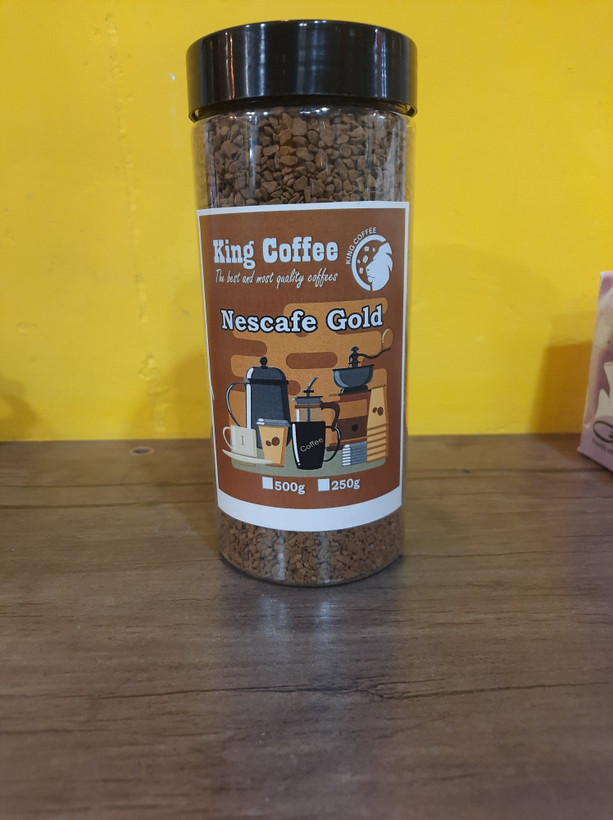 King Coffee
The best and most quality coffees
KING COFFEE
Nescafe Gold
Coffee
500g 250g